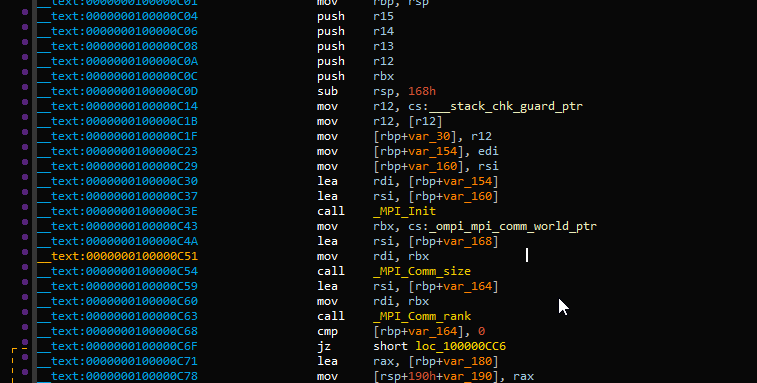 __text:0000000100000C01 mov rbp, rsp
__text:0000000100000C04 push r15
__text:0000000100000C06 push r14
__text:0000000100000C08 push r13
__text:0000000100000C0A push r12
__text:0000000100000C0C push rbx
__text:0000000100000C0D sub rsp, 168h
__text:0000000100000C14 mov r12, cs:___stack_chk_guard_ptr
__text:0000000100000C1B mov r12, [r12]
__text:0000000100000C1F mov [rbp+var_30], r12
__text:0000000100000C23 mov [rbp+var_154], edi
__text:0000000100000C29 mov [rbp+var_160], rsi
__text:0000000100000C30 lea rdi, [rbp+var_154]
__text:0000000100000C37 lea rsi, [rbp+var_160]
__text:0000000100000C3E call _MPI_Init
__text:0000000100000C43 mov rbx, cs:_ompi_mpi_comm_world_ptr
__text:0000000100000C4A lea rsi, [rbp+var_168]
__text:0000000100000C51 mov rdi, rbx
__text:0000000100000C54 call _MPI_Comm_size
__text:0000000100000C59 lea rsi, [rbp+var_164]
__text:0000000100000C60 mov rdi, rbx
__text:0000000100000C63 call _MPI_Comm_rank
__text:0000000100000C68 cmp [rbp+var_164], 0
__text:0000000100000C6F jz short loc_100000CC6
__text:0000000100000C71 lea rax, [rbp+var_180]
__text:0000000100000C78 mov [rsp+190h+var_190], rax